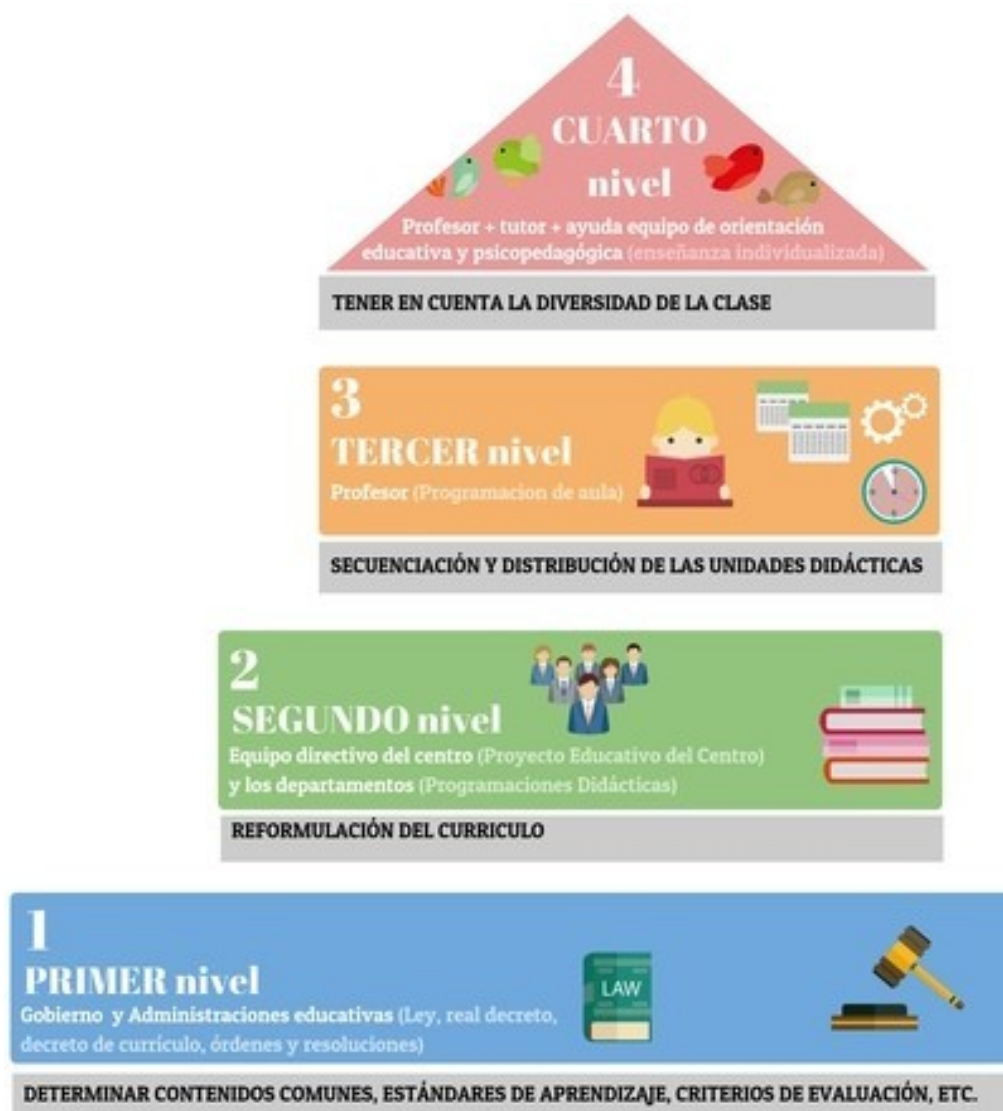 4
CUARTO
nivel
Profesor + tutor + ayuda equipo de orientación
educativa y psicopedagógica (enseñanza individualizada)
TENER EN CUENTA LA DIVERSIDAD DE LA CLASE
3
TERCER nivel
Profesor (Programacion de aula)
SECUENCIACIÓN Y DISTRIBUCIÓN DE LAS UNIDADES DIDÁCTICAS
2
SEGUNDO nivel
Equipo directivo del centro (Proyecto Educativo del Centro)
y los departamentos (Programaciones Didácticas)
REFORMULACIÓN DEL CURRICULO
1
PRIMER nivel
Gobierno y Administraciones educativas (Ley, real decreto,
decreto de currículo, órdenes y resoluciones)
LAW
DETERMINAR CONTENIDOS COMUNES, ESTÁNDARES DE APRENDIZAJE, CRITERIOS DE EVALUACIÓN, ETC.